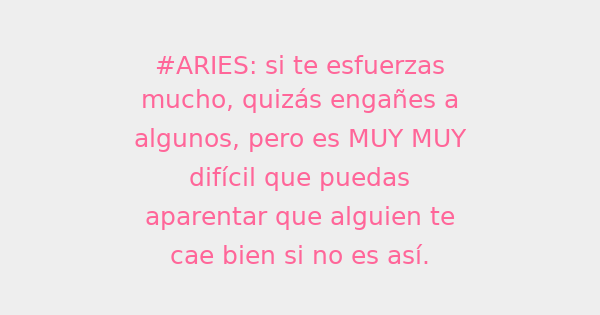 #ARIES: si te esfuerzas
mucho, quizás engañes a
algunos, pero es MUY MUY
difícil que puedas
aparentar que alguien te
cae bien si no es así.